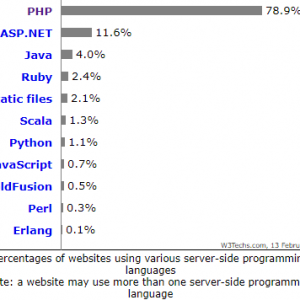 PHP 78.9%
ASP.NET 11.6%
Java 4.0%
Ruby 2.4%
atic files 2.1%
Scala 1.3%
Python 1.1%
avaScript 0.7%
ldFusion 0.5%
Perl 0.3%
Erlang 0.1%
W3Techs.com, 13 Febru
ercentages of websites using various server-side programmin
languages
te: a website may use more than one server-side programm
language